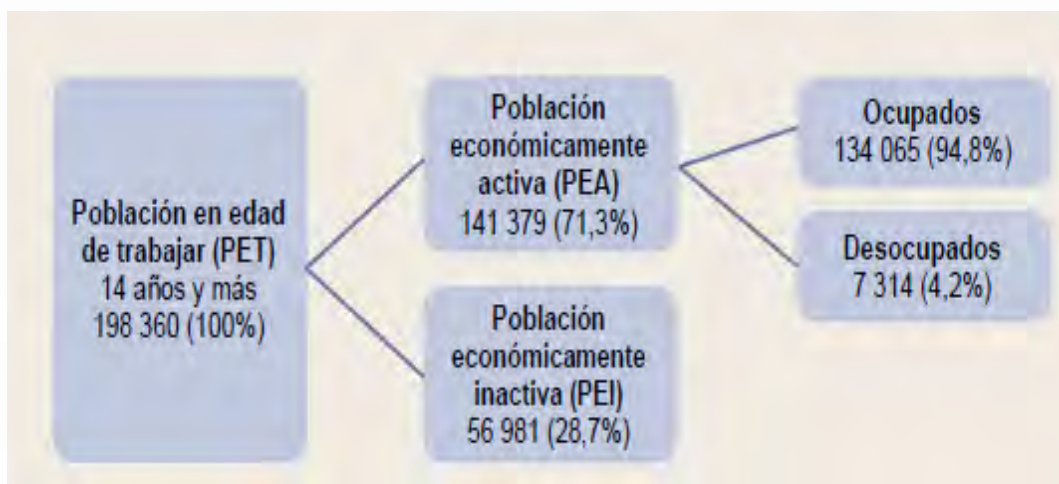 Población en edad
de trabajar (PET)
14 años y más
198 360 (100%)
Población
económicamente
activa (PEA)
141 379 (71,3%)
Población
económicamente
inactiva (PEI)
56 981 (28,7%)
Ocupados
134 065 (94,8%)
Desocupados
7 314 (4,2%)